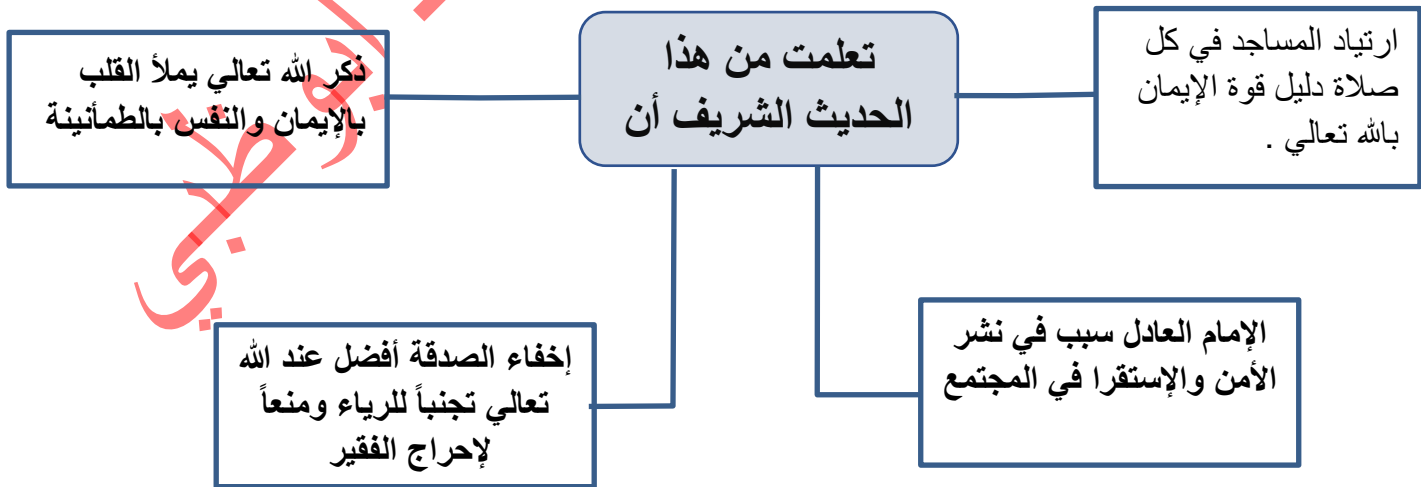 تعلمت من هذا
الحديث الشريف أن
ارتياد المساجد في كل
صلاة دليل قوة الإيمان
بالله تعالي .
ذكر الله تعالي يملأ القلب
بالإيمان والنفس بالطمأنينة
الإمام العادل سبب في نشر
الأمن والإستقرا في المجتمع
إخفاء الصدقة أفضل عند الله
تعالي تجنباً للرياء ومنعاً
لإحراج الفقير